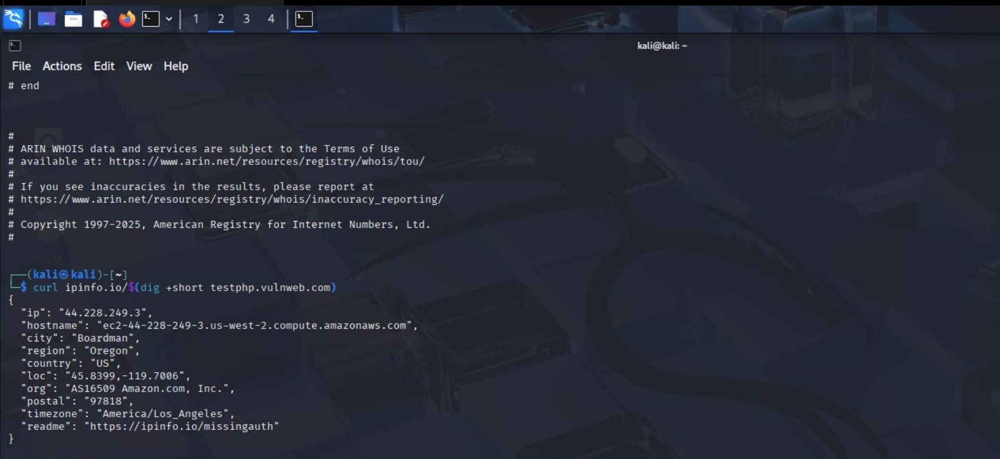 1 2 3 4
kali@kali: ~
File Actions Edit View Help
# end
Home
#
# ARIN WHOIS data and services are subject to the Terms of Use
# available at: https://www.arin.net/resources/registry/whois/tou/
#
# If you see inaccuracies in the results, please report at
# https://www.arin.net/resources/registry/whois/inaccuracy_reporting/
#
# Copyright 1997-2025, American Registry for Internet Numbers, Ltd.
#
Trash
┌──(kali㉿kali)-[~]
└─$ curl ipinfo.io/$(dig +short testphp.vulnweb.com)
{
  "ip": "44.228.249.3",
  "hostname": "ec2-44-228-249-3.us-west-2.compute.amazonaws.com",
  "city": "Boardman",
  "region": "Oregon",
  "country": "US",
  "loc": "45.8399,-119.7006",
  "org": "AS16509 Amazon.com, Inc.",
  "postal": "97818",
  "timezone": "America/Los_Angeles",
  "readme": "https://ipinfo.io/missingauth"
}